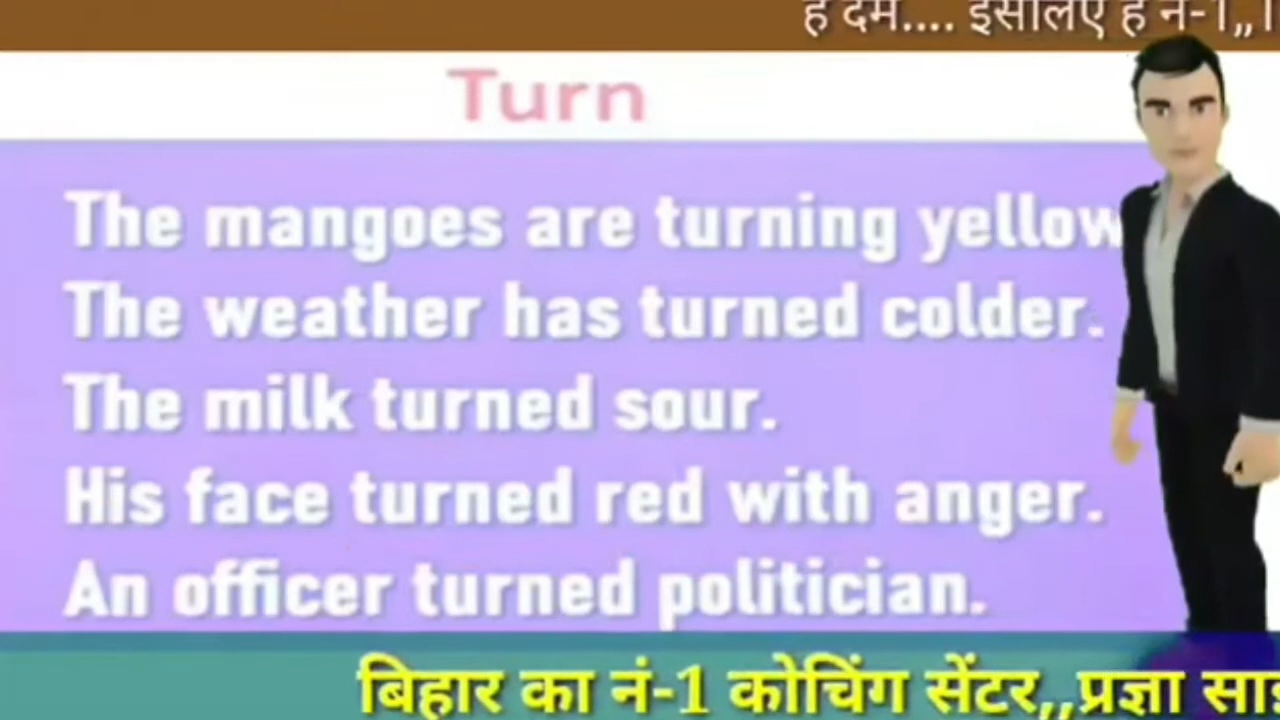 है दम.... इसीलिए है नं-1,,
Turn
The mangoes are turning yellow
The weather has turned colder.
The milk turned sour.
His face turned red with anger.
An officer turned politician.
बिहार का नं-1 कोचिंग सेंटर,,प्रज्ञा